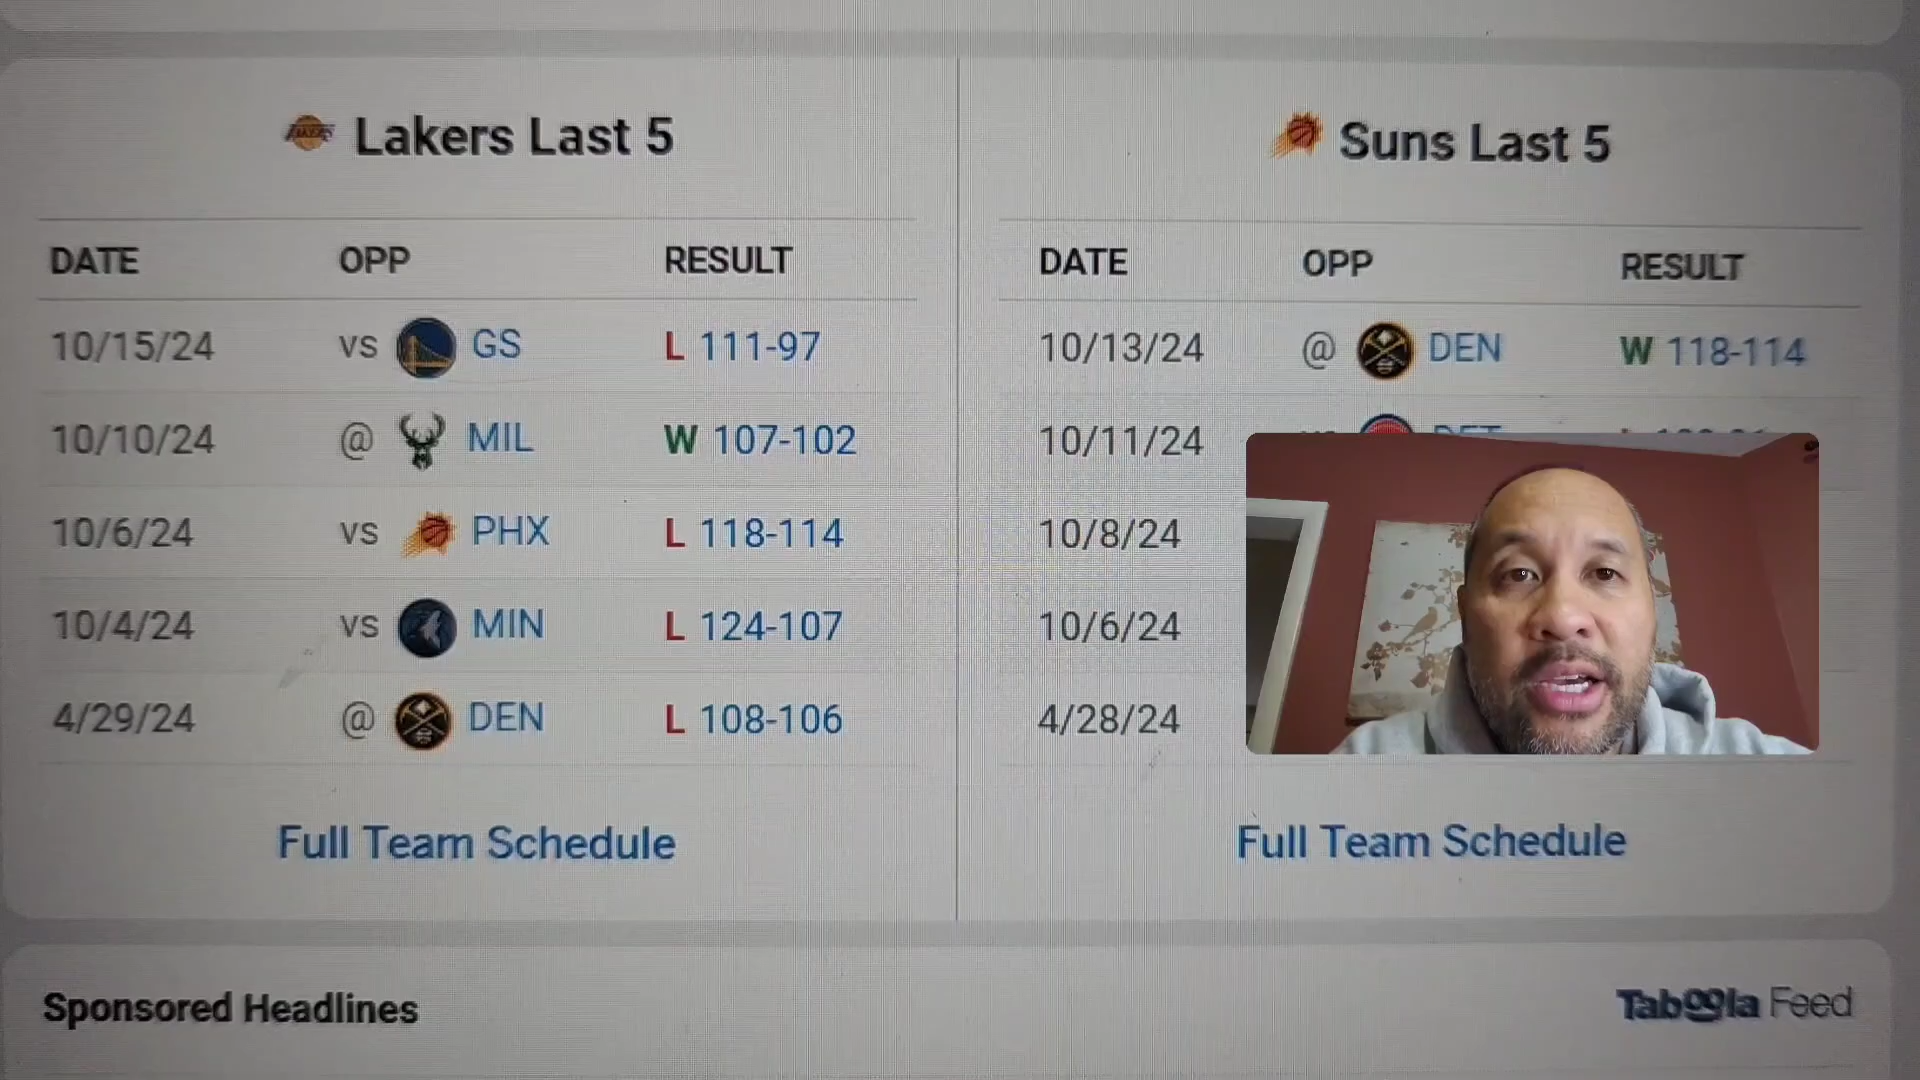 Lakers Last 5
DATE OPP RESULT
10/15/24 vs GS L 111-97
10/10/24 @ MIL W 107-102
10/6/24 vs PHX L 118-114
10/4/24 vs MIN L 124-107
4/29/24 @ DEN L 108-106
Full Team Schedule
Suns Last 5
DATE OPP RESULT
10/13/24 @ DEN W 118-114
10/11/24
10/8/24
10/6/24
4/28/24
Full Team Schedule
Sponsored Headlines
Taboola Feed